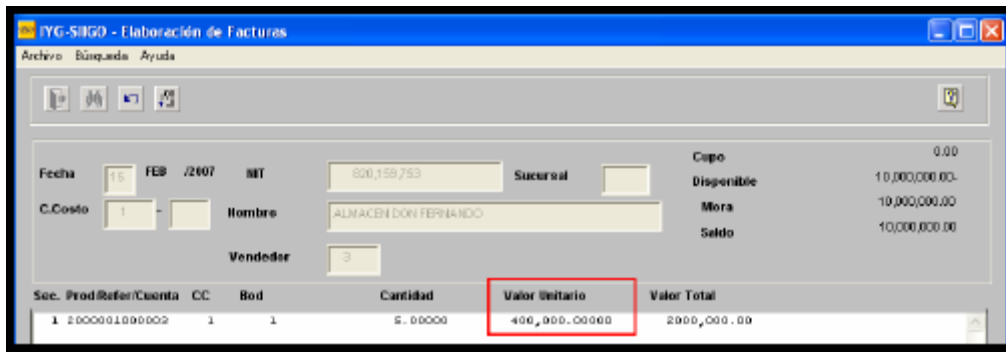 IYG-SIIGO - Elaboración de Facturas
Archivo Búsqueda Ayuda
Fecha 15 FEB /2007 NIT 820,159,753 Sucursal
Cupo 0.00
Disponible 10,000,000.00-
C.Costo 1 - Nombre ALMACEN DON FERNANDO
Mora 10,000,000.00
Saldo 10,000,000.00
Vendedor 3
Sec. Prod/Refer/Cuenta CC Bod Cantidad Valor Unitario Valor Total
1 2000001000002 1 1 5.00000 400,000.00000 2000,000.00